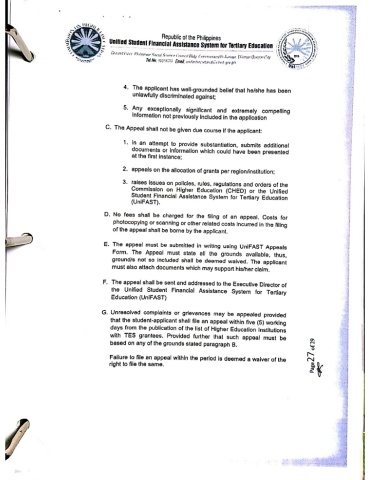 Republic of the Philippines
Unified Student Financial Assistance System for Tertiary Education
4. The applicant has well-grounded belief that he/she has been
unlawfully discriminated against;
5. Any exceptionally significant and extremely compelling
information not previously included in the application
C. The Appeal shall not be given due course if the applicant:
1. in an attempt to provide substantiation, submits additional
documents or information which could have been presented
at the first instance;
2. appeals on the allocation of grants per region/institution;
3. raises issues on policies, rules, regulations and orders of the
Commission on Higher Education (CHED) or the Unified
Student Financial Assistance System for Tertiary Education
(UniFAST).
D. No fees shall be charged for the filing of an appeal. Costs for
photocopying or scanning or other related costs incurred in the filing
of the appeal shall be borne by the applicant.
E. The appeal must be submitted in writing using UniFAST Appeals
Form. The Appeal must state all the grounds available, thus,
grounds not so included shall be deemed waived. The applicant
must also attach documents which may support his/her claim.
F. The appeal shall be sent and addressed to the Executive Director of
the Unified Student Financial Assistance System for Tertiary
Education (UniFAST)
G. Unresolved complaints or grievances may be appealed provided
that the student-applicant shall file an appeal within five (5) working
days from the publication of the list of Higher Education Institutions
with TES grantees. Provided further that such appeal must be
based on any of the grounds stated paragraph B.
Failure to file an appeal within the period is deemed a waiver of the
right to file the same.
Page 27 of 29